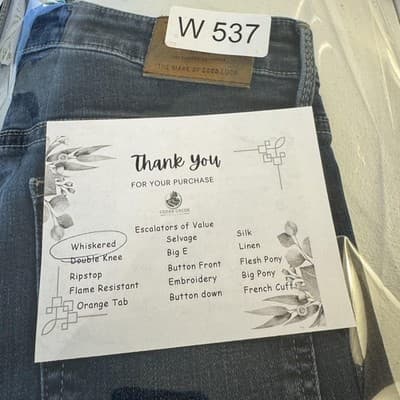 W 537
THE MARK OF GOOD LUCK
Thank You
FOR YOUR PURCHASE
Escalators of Value
Whiskered
Double Knee
Ripstop
Flame Resistant
Orange Tab
Selvage
Big E
Button Front
Embroidery
Button down
Silk
Linen
Flesh Pony
Big Pony
French Cuff